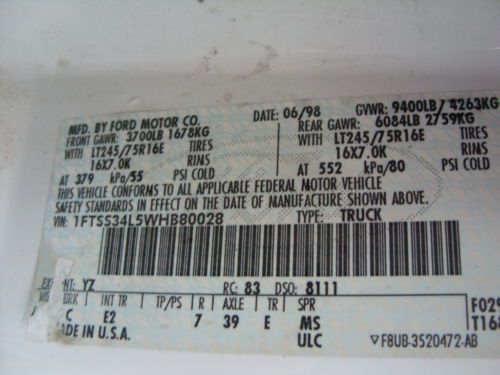 MFD. BY FORD MOTOR CO.
DATE: 06/98 GVWR: 9400LB/ 4263KG
FRONT GAWR: 3700LB 1678KG REAR GAWR: 6084LB 2759KG
WITH LT245/75R16E TIRES WITH LT245/75R16E TIRES
16X7.0K RIMS 16X7.0K RIMS
AT 379 kPa/55 PSI COLD AT 552 kPa/80 PSI COLD
THIS VEHICLE CONFORMS TO ALL APPLICABLE FEDERAL MOTOR VEHICLE
SAFETY STANDARDS IN EFFECT ON THE DATE OF MANUFACTURE SHOWN ABOVE.
VIN: 1FTSS34L5WHB80028 TYPE: TRUCK
YZ RC: 83 DSO: 8111
BRK INT TR TP/PS R AXLE TR SPR
C E2 7 39 E MS
ULC
MADE IN U.S.A.
F029
T168
▽F8UB-3520472-AB